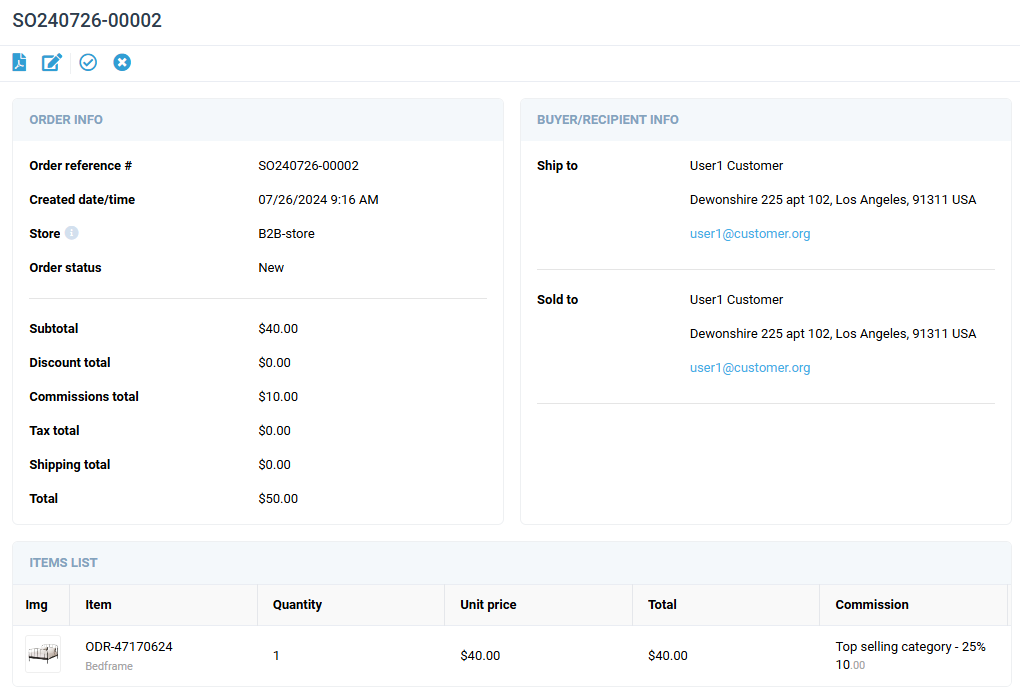 SO240726-00002
ORDER INFO
Order reference # SO240726-00002
Created date/time 07/26/2024 9:16 AM
Store B2B-store
Order status New
Subtotal $40.00
Discount total $0.00
Commissions total $10.00
Tax total $0.00
Shipping total $0.00
Total $50.00
BUYER/RECIPIENT INFO
Ship to User1 Customer
Dewonshire 225 apt 102, Los Angeles, 91311 USA
user1@customer.org
Sold to User1 Customer
Dewonshire 225 apt 102, Los Angeles, 91311 USA
user1@customer.org
ITEMS LIST
Img Item Quantity Unit price Total Commission
ODR-47170624 1 $40.00 $40.00 Top selling category - 25%
Bedframe 10.00